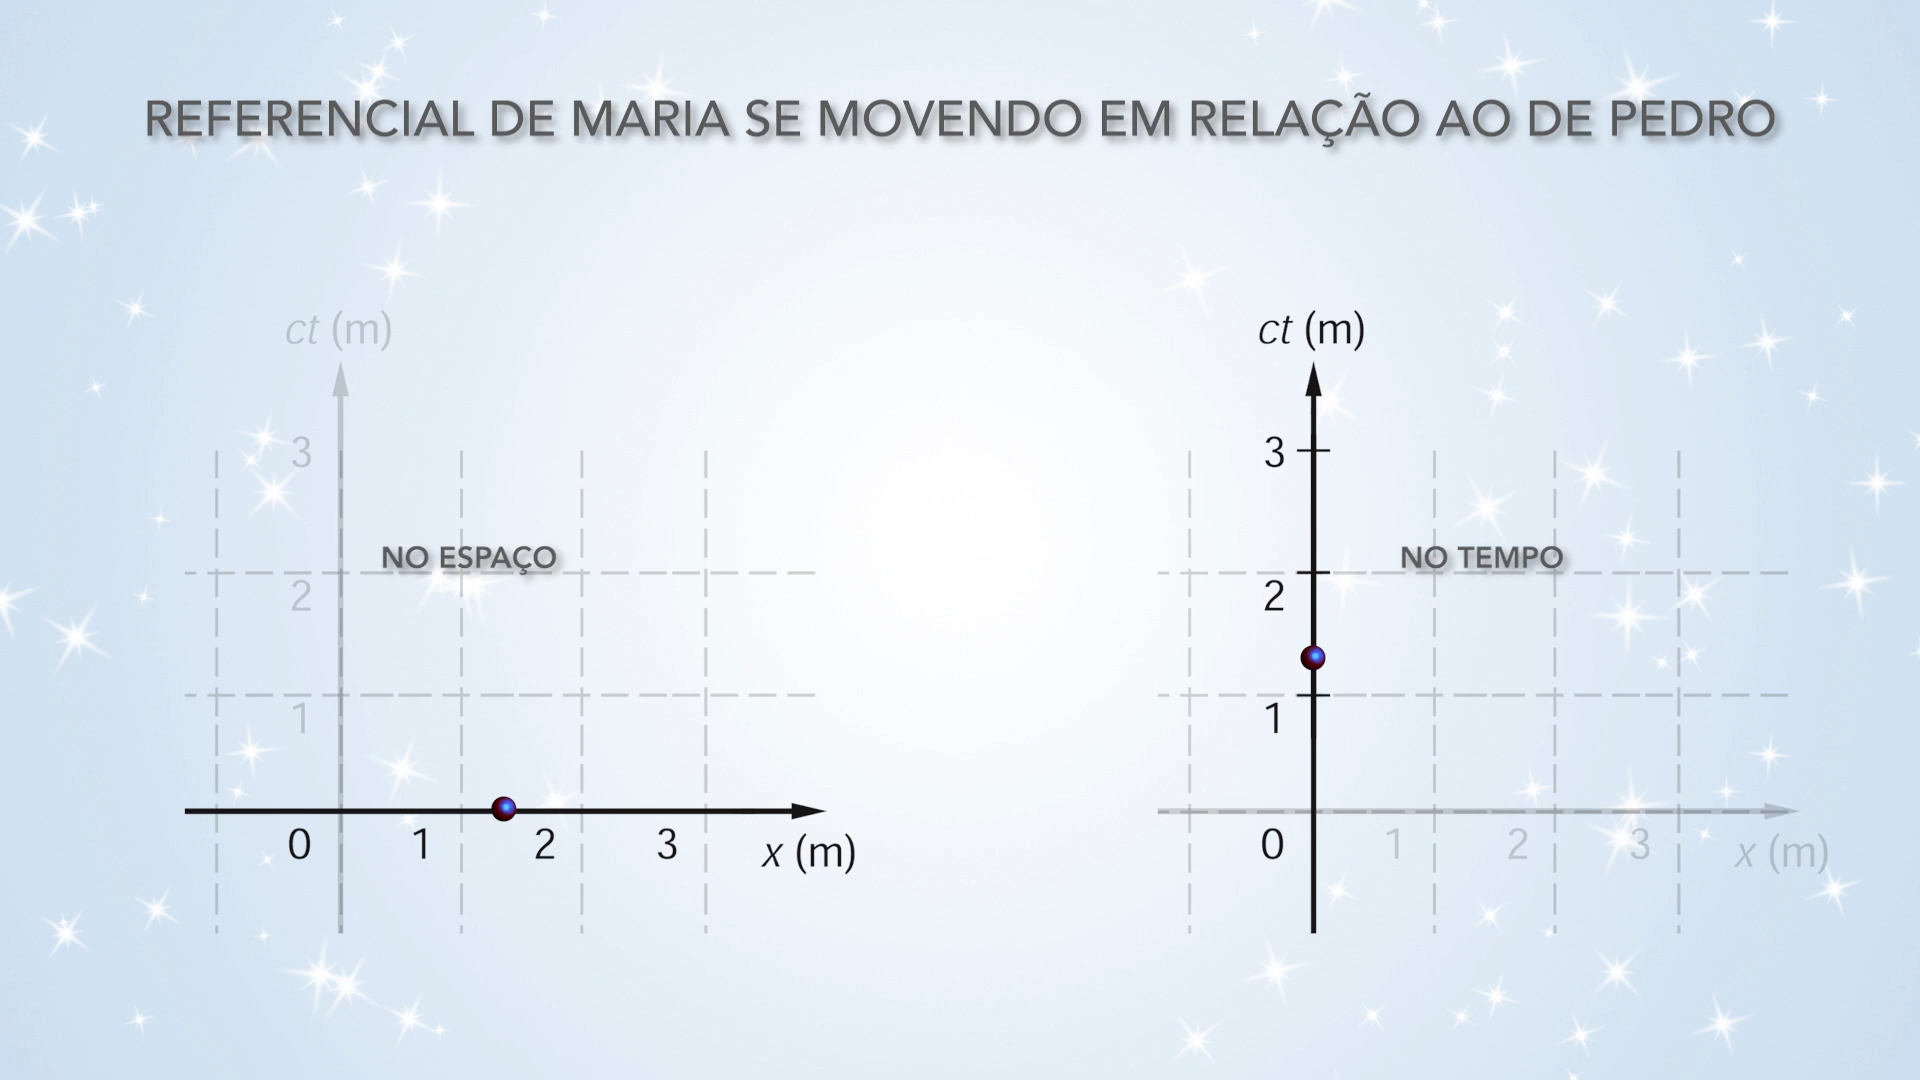 REFERENCIAL DE MARIA SE MOVENDO EM RELAÇÃO AO DE PEDRO
ct (m)
3
NO ESPAÇO
2
1
0 1 2 3 x (m)
ct (m)
3
NO TEMPO
2
1
0 1 2 3 x (m)